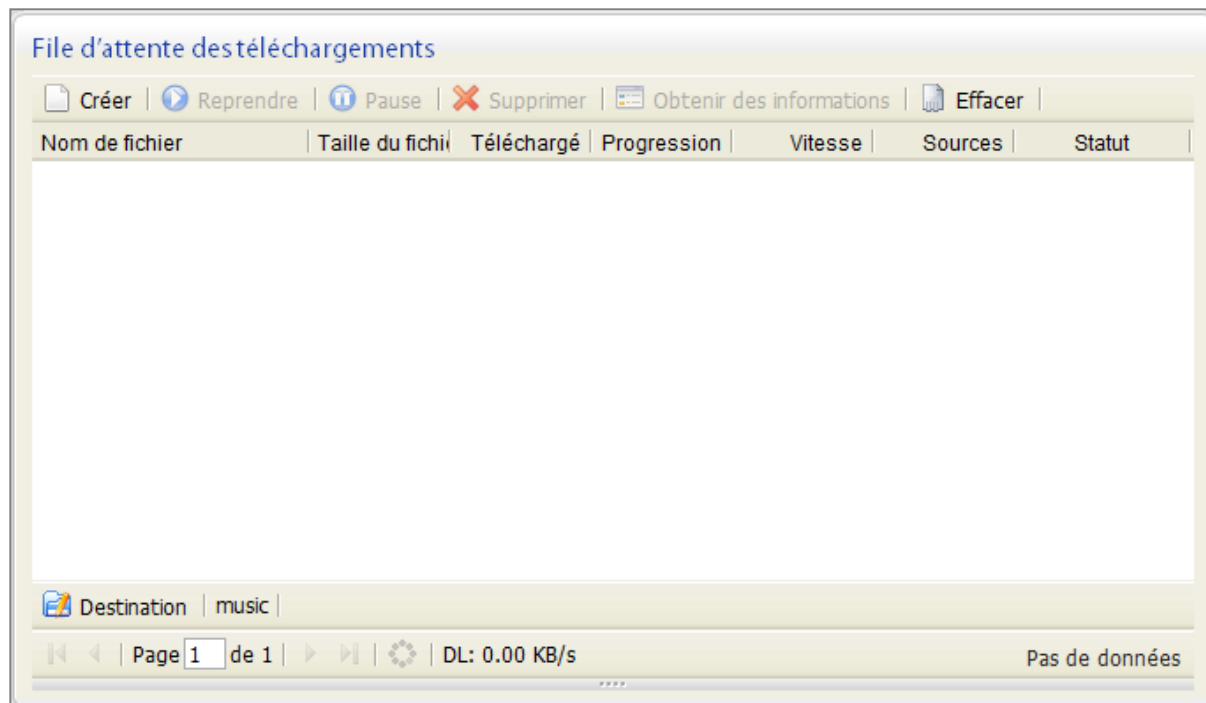 File d'attente des téléchargements
Créer Reprendre Pause Supprimer Obtenir des informations Effacer
Nom de fichier Taille du fichi Téléchargé Progression Vitesse Sources Statut
Destination music
Page 1 de 1 DL: 0.00 KB/s Pas de données